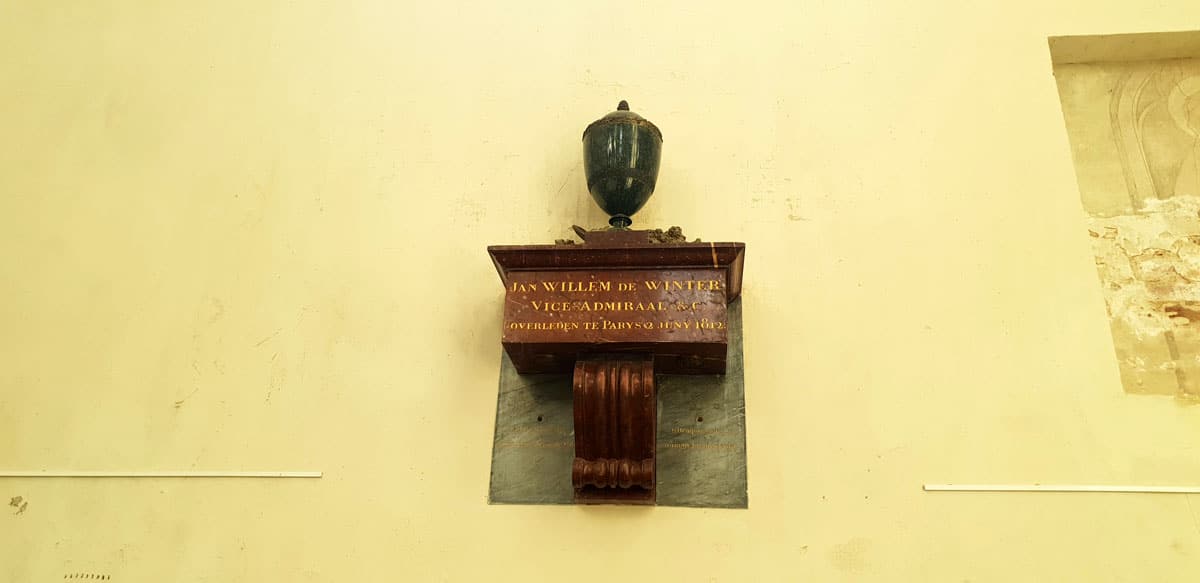 JAN WILLEM DE WINTER
VICE-ADMIRAAL &C
OVERLEDEN TE PARYS 2 JUNY 1812.